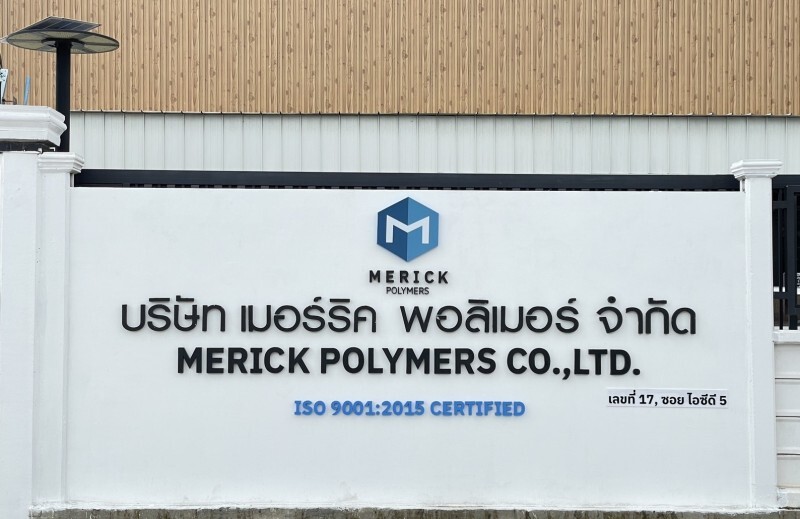 MERICK
POLYMERS
บริษัท เมอร์ริค พอลิเมอร์ จำกัด
MERICK POLYMERS CO.,LTD.
ISO 9001:2015 CERTIFIED
เลขที่ 17, ซอย ไอซีดี 5